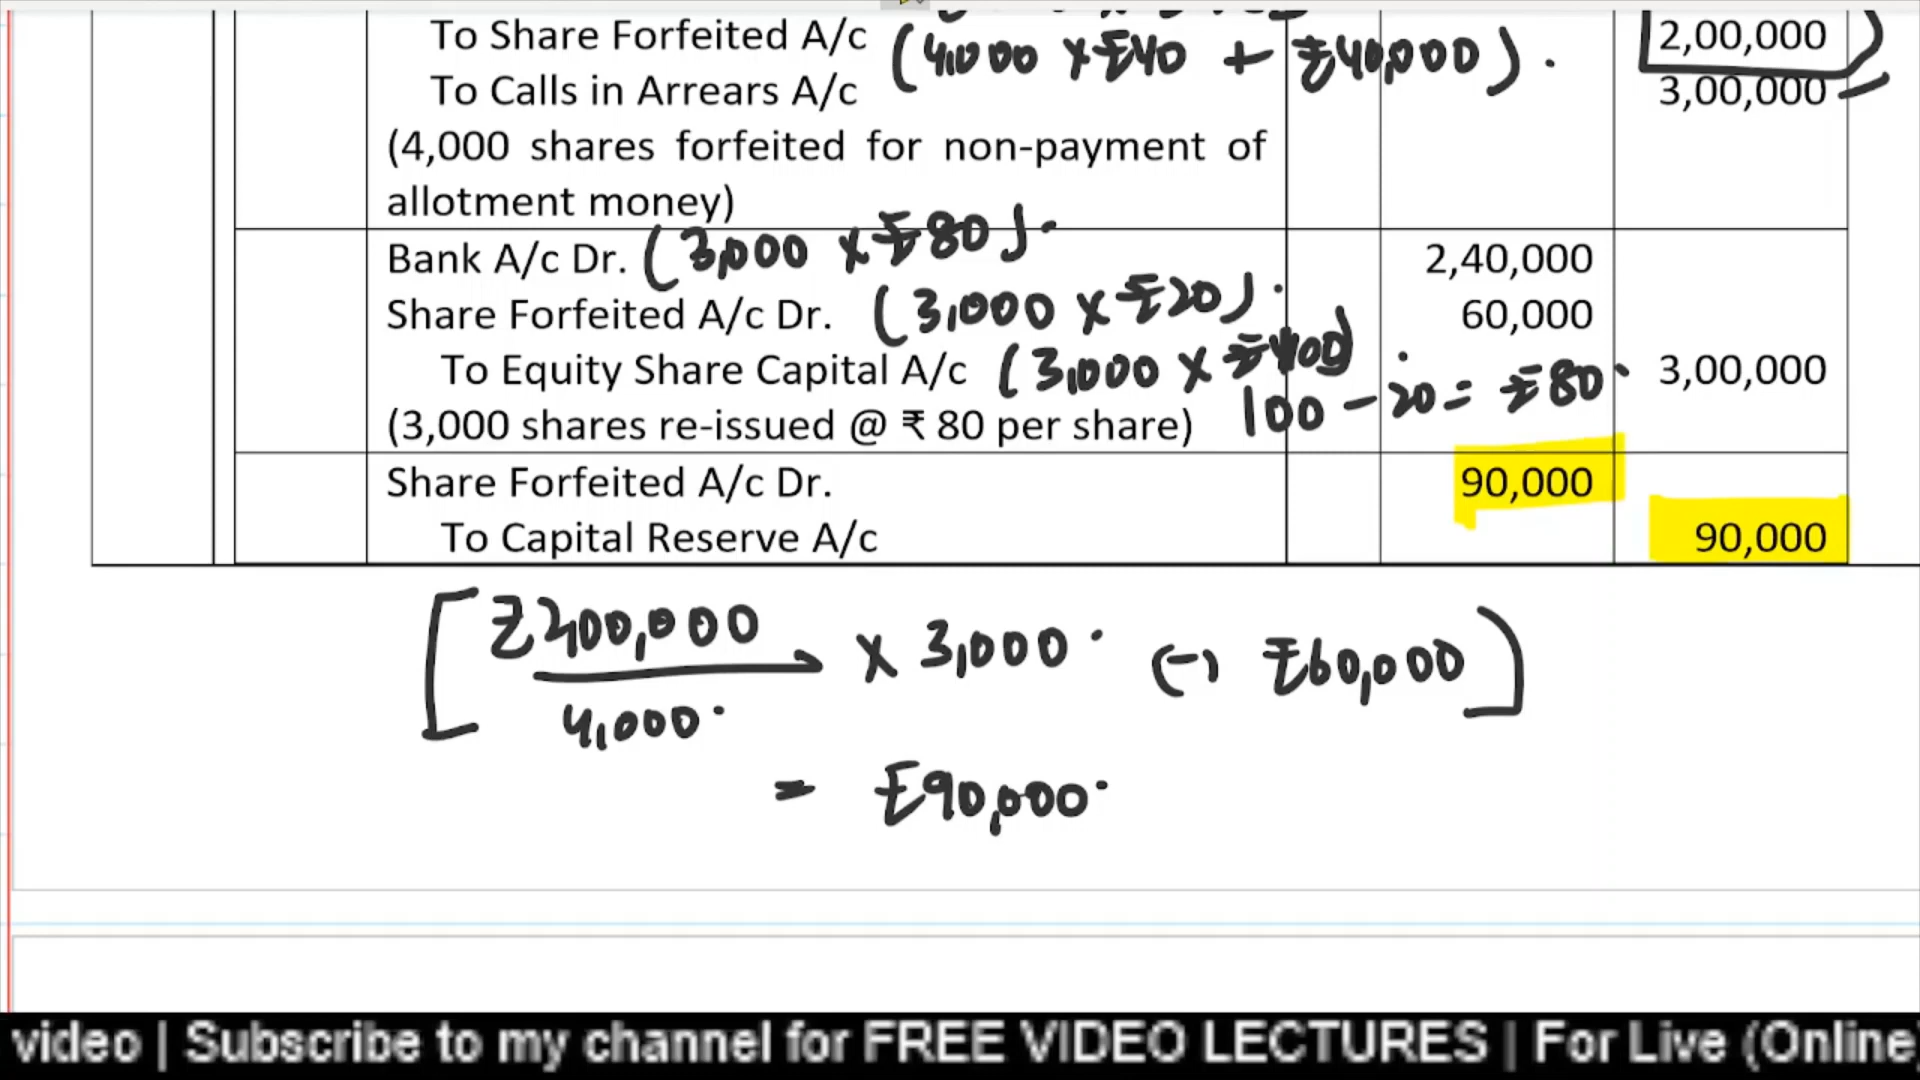 To Share Forfeited A/c (4,000 x ₹40 + ₹40,000). 2,00,000
To Calls in Arrears A/c 3,00,000
(4,000 shares forfeited for non-payment of
allotment money)
Bank A/c Dr. (3,000 x ₹80). 2,40,000
Share Forfeited A/c Dr. (3,000 x ₹20). 60,000
To Equity Share Capital A/c (3,000 x ₹100) 3,00,000
(3,000 shares re-issued @ ₹ 80 per share) 100 - 20 = ₹80.
Share Forfeited A/c Dr. 90,000
To Capital Reserve A/c 90,000
[₹2,00,000 x 3,000. (-) ₹60,000]
4,000.
= ₹90,000.
video | Subscribe to my channel for FREE VIDEO LECTURES | For Live (Online)